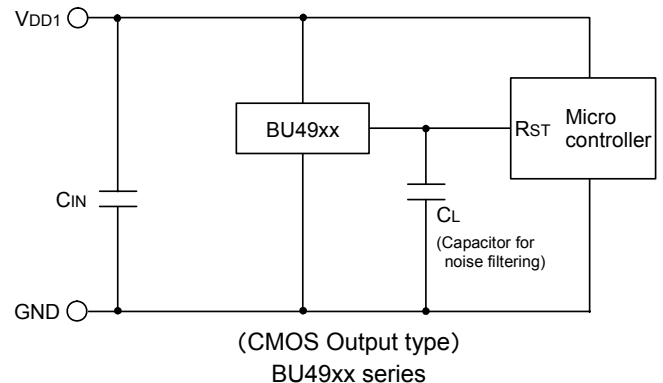 VDD1
BU49xx
RST
Micro
controller
CIN
CL
(Capacitor for
noise filtering)
GND
(CMOS Output type)
BU49xx series